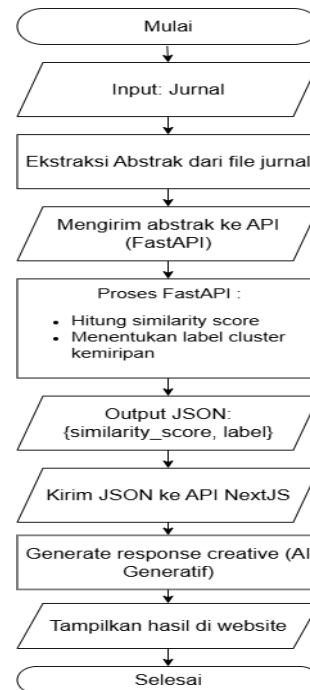 Mulai
Input: Jurnal
Ekstraksi Abstrak dari file jurnal
Mengirim abstrak ke API
(FastAPI)
Proses FastAPI :
• Hitung similarity score
• Menentukan label cluster
kemiripan
Output JSON:
{similarity_score, label}
Kirim JSON ke API NextJS
Generate response creative (AI
Generatif)
Tampilkan hasil di website
Selesai